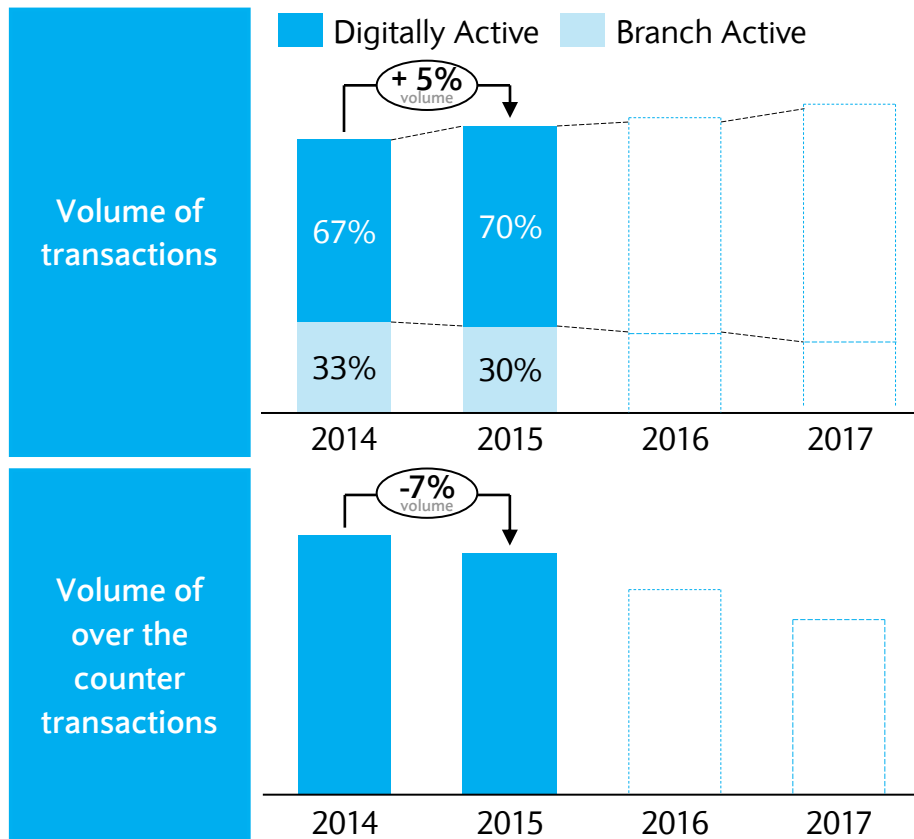 Digitally Active
Branch Active
+ 5%
volume
Volume of
transactions
67%
70%
33%
30%
2014
2015
2016
2017
-7%
volume
Volume of
over the
counter
transactions
2014
2015
2016
2017